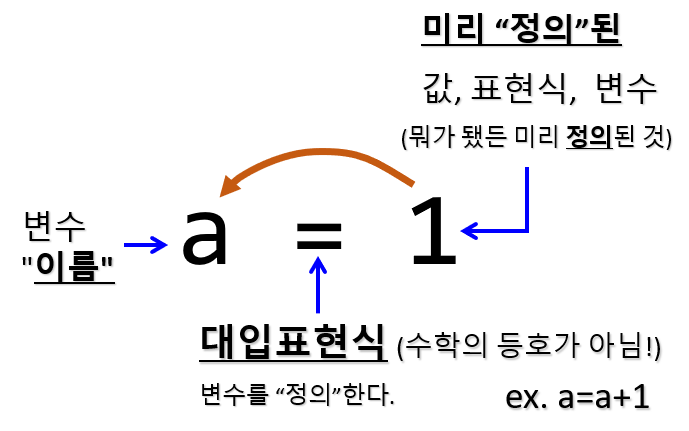 미리 “정의”된
값, 표현식, 변수
(뭐가 됐든 미리 정의된 것)
변수
"이름"
a = 1
대입표현식 (수학의 등호가 아님!)
변수를 “정의”한다.
ex. a=a+1